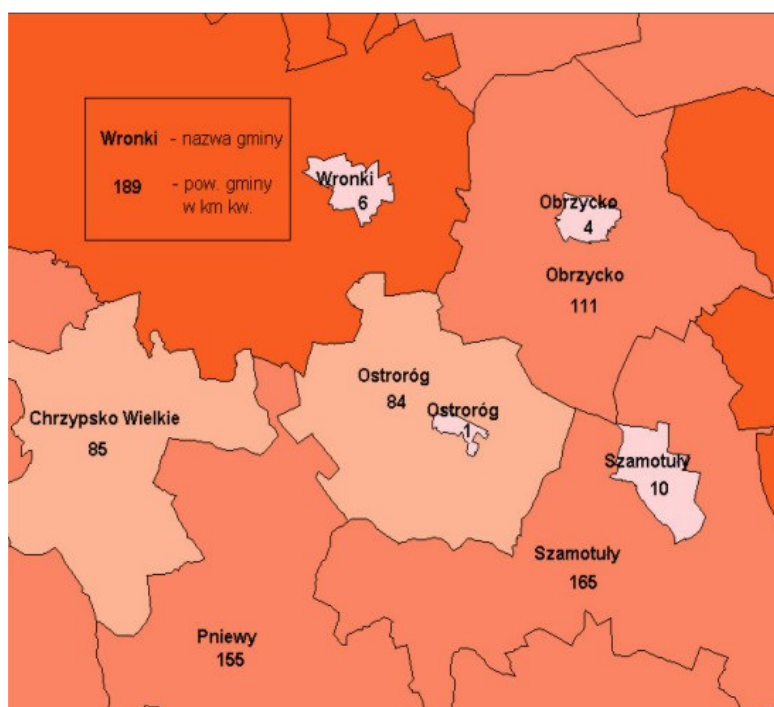 Wronki - nazwa gminy
189 - pow. gminy
w km kw.
Wronki
6
Obrzycko
4
Obrzycko
111
Ostroróg
84
Ostroróg
1
Chrzypsko Wielkie
85
Szamotuły
10
Szamotuły
165
Pniewy
155